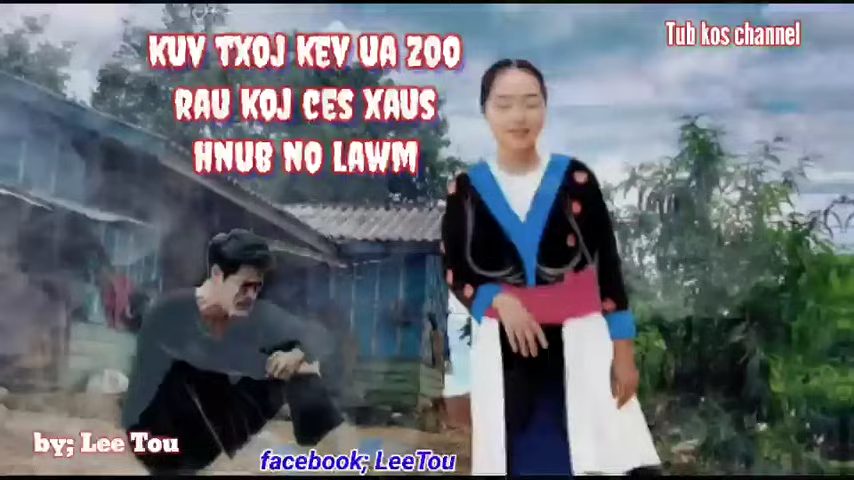 KUV TXOJ KEV UA ZOO
RAU KOJ CES XAUS
HNUB NO LAWM
Tub kos channel
by; Lee Tou
facebook; LeeTou